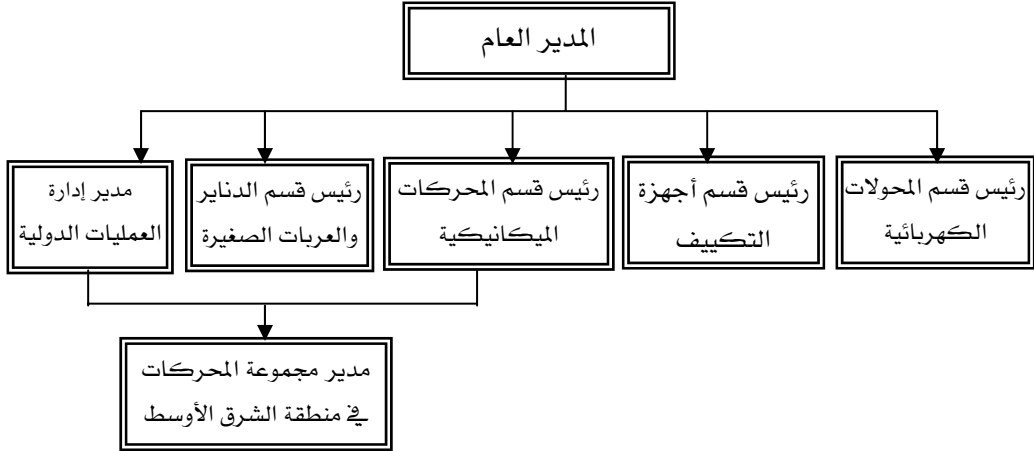 المدير العام
رئيس قسم المحولات
الكهربائية
رئيس قسم أجهزة
التكييف
رئيس قسم المحركات
الميكانيكية
رئيس قسم الدناير
والعربات الصغيرة
مدير إدارة
العمليات الدولية
مدير مجموعة المحركات
في منطقة الشرق الأوسط